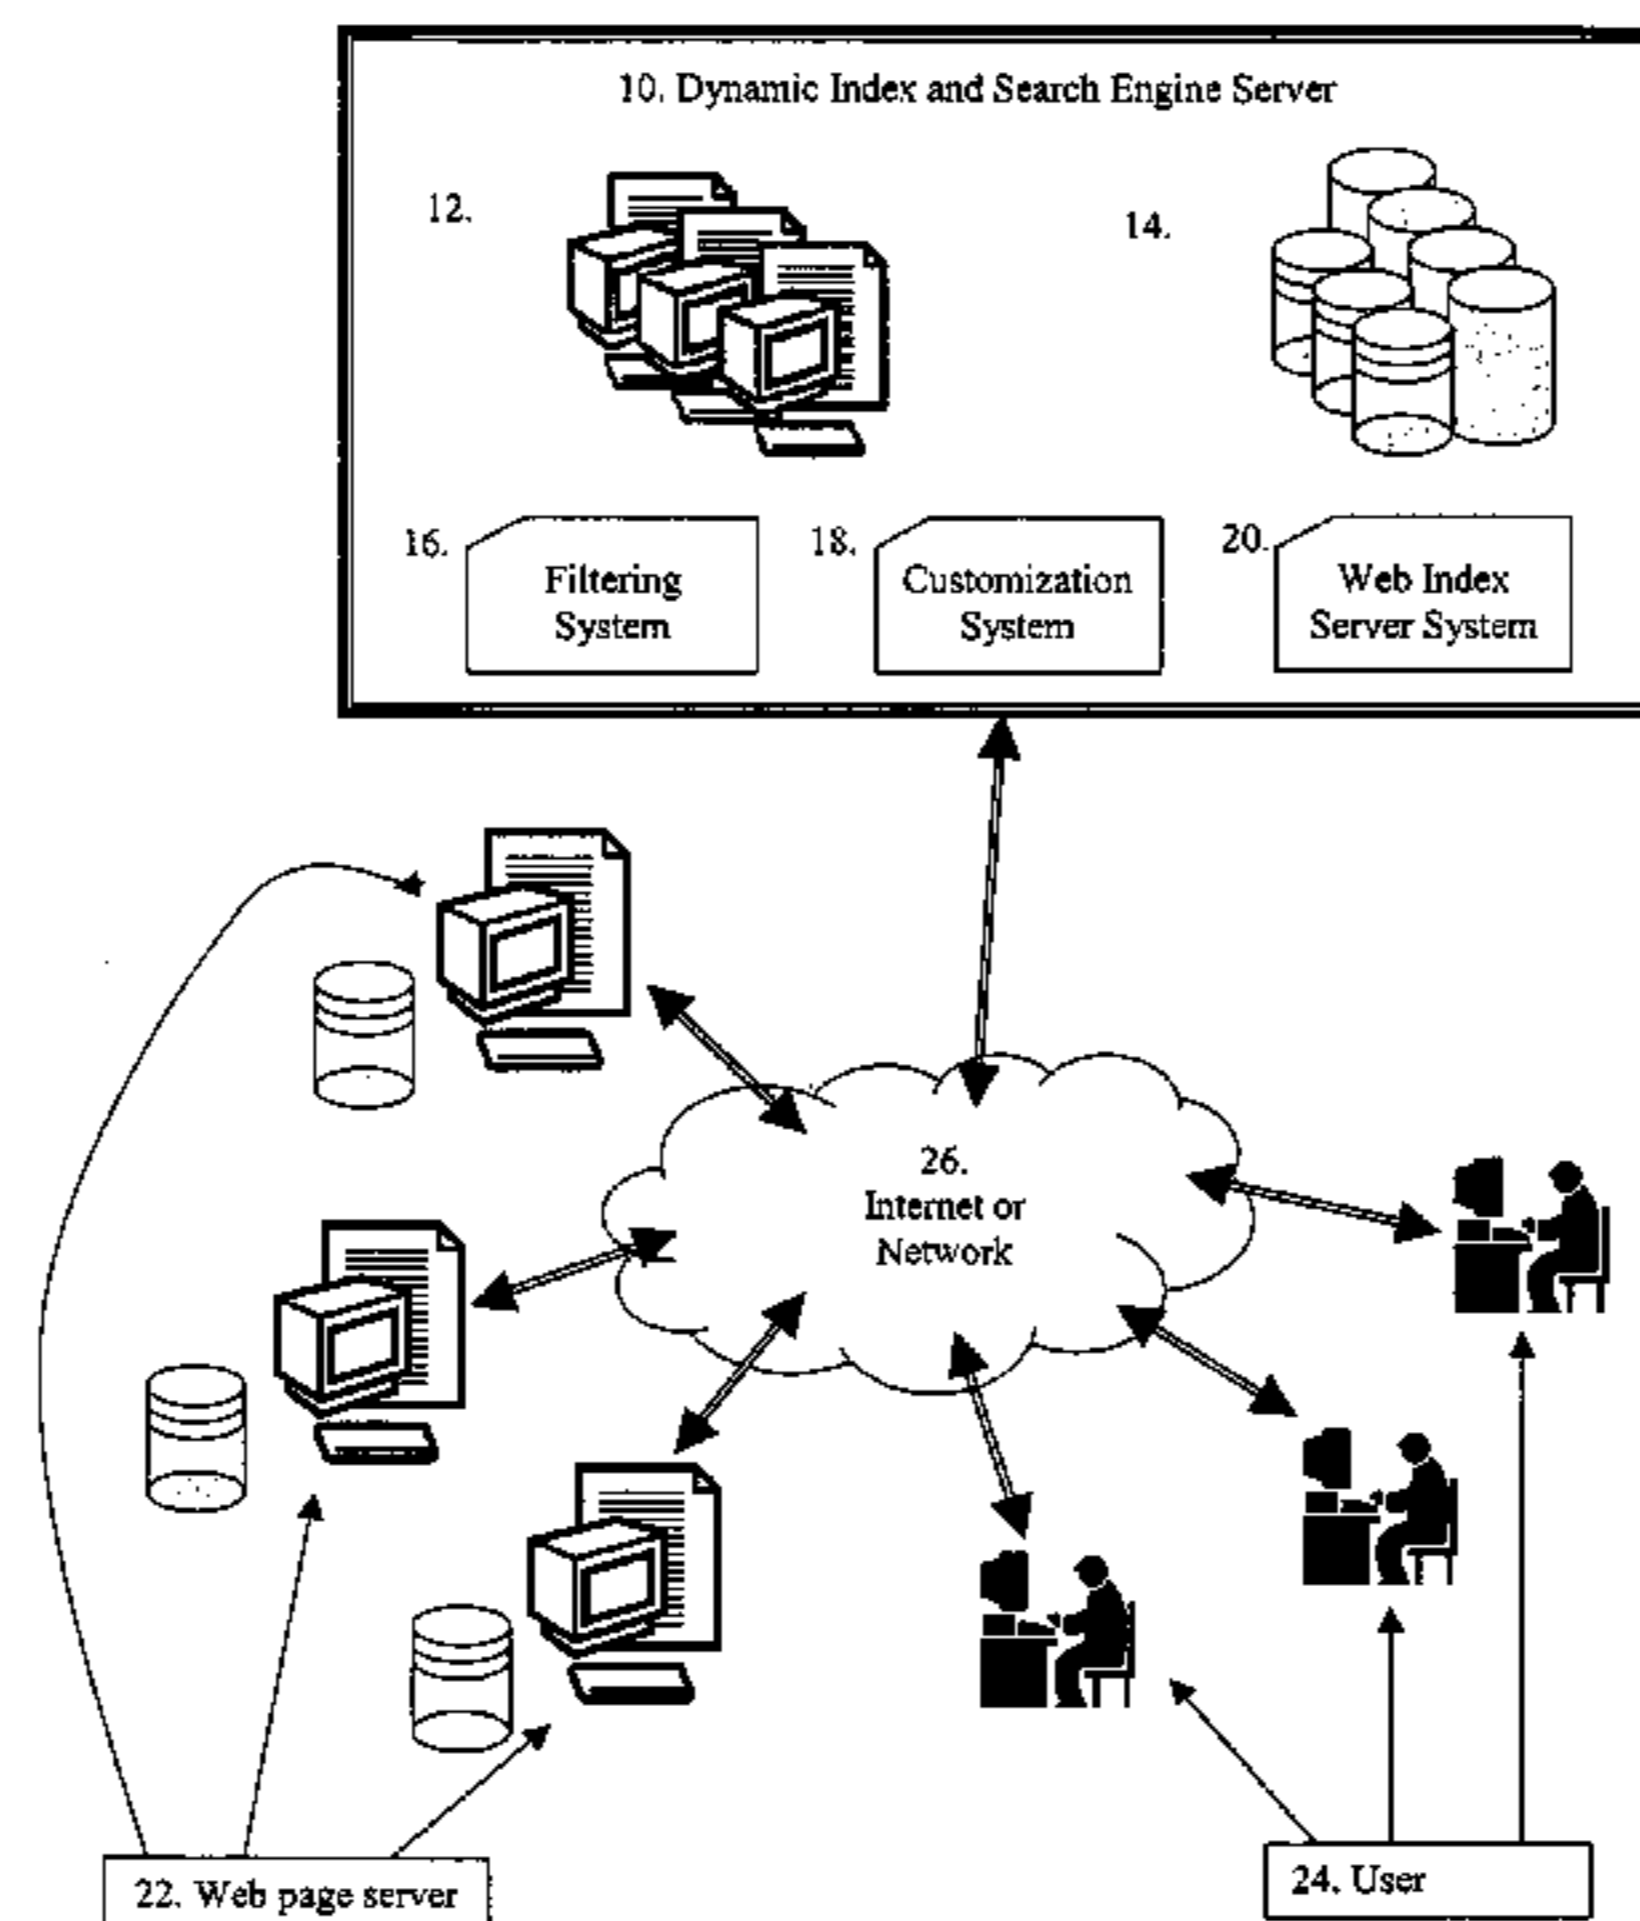 10. Dynamic Index and Search Engine Server
12.
14.
16.
Filtering
System
18.
Customization
System
20.
Web Index
Server System
26.
Internet or
Network
22. Web page server
24. User